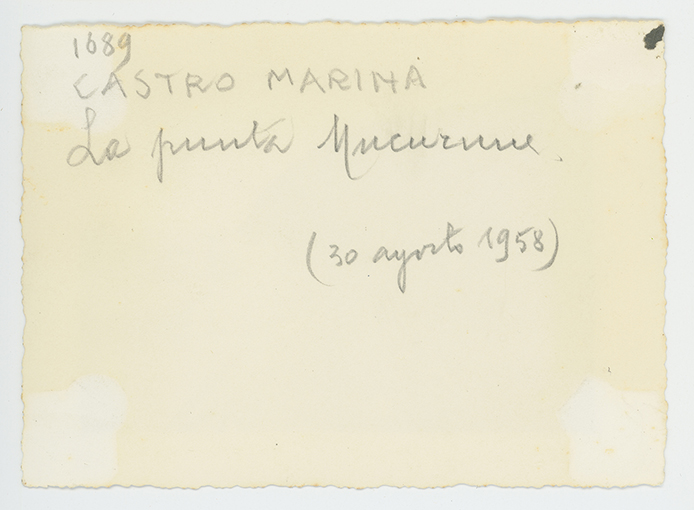 1689
CASTRO MARINA
La punta Mucurune
(30 agosto 1958)